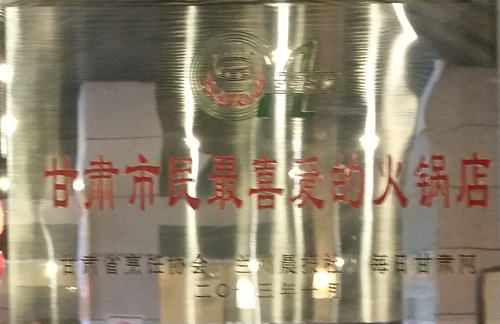 甘肃市民最喜爱的火锅店
甘肃省烹饪协会 兰州晨报社 每日甘肃网
二〇一三年十月